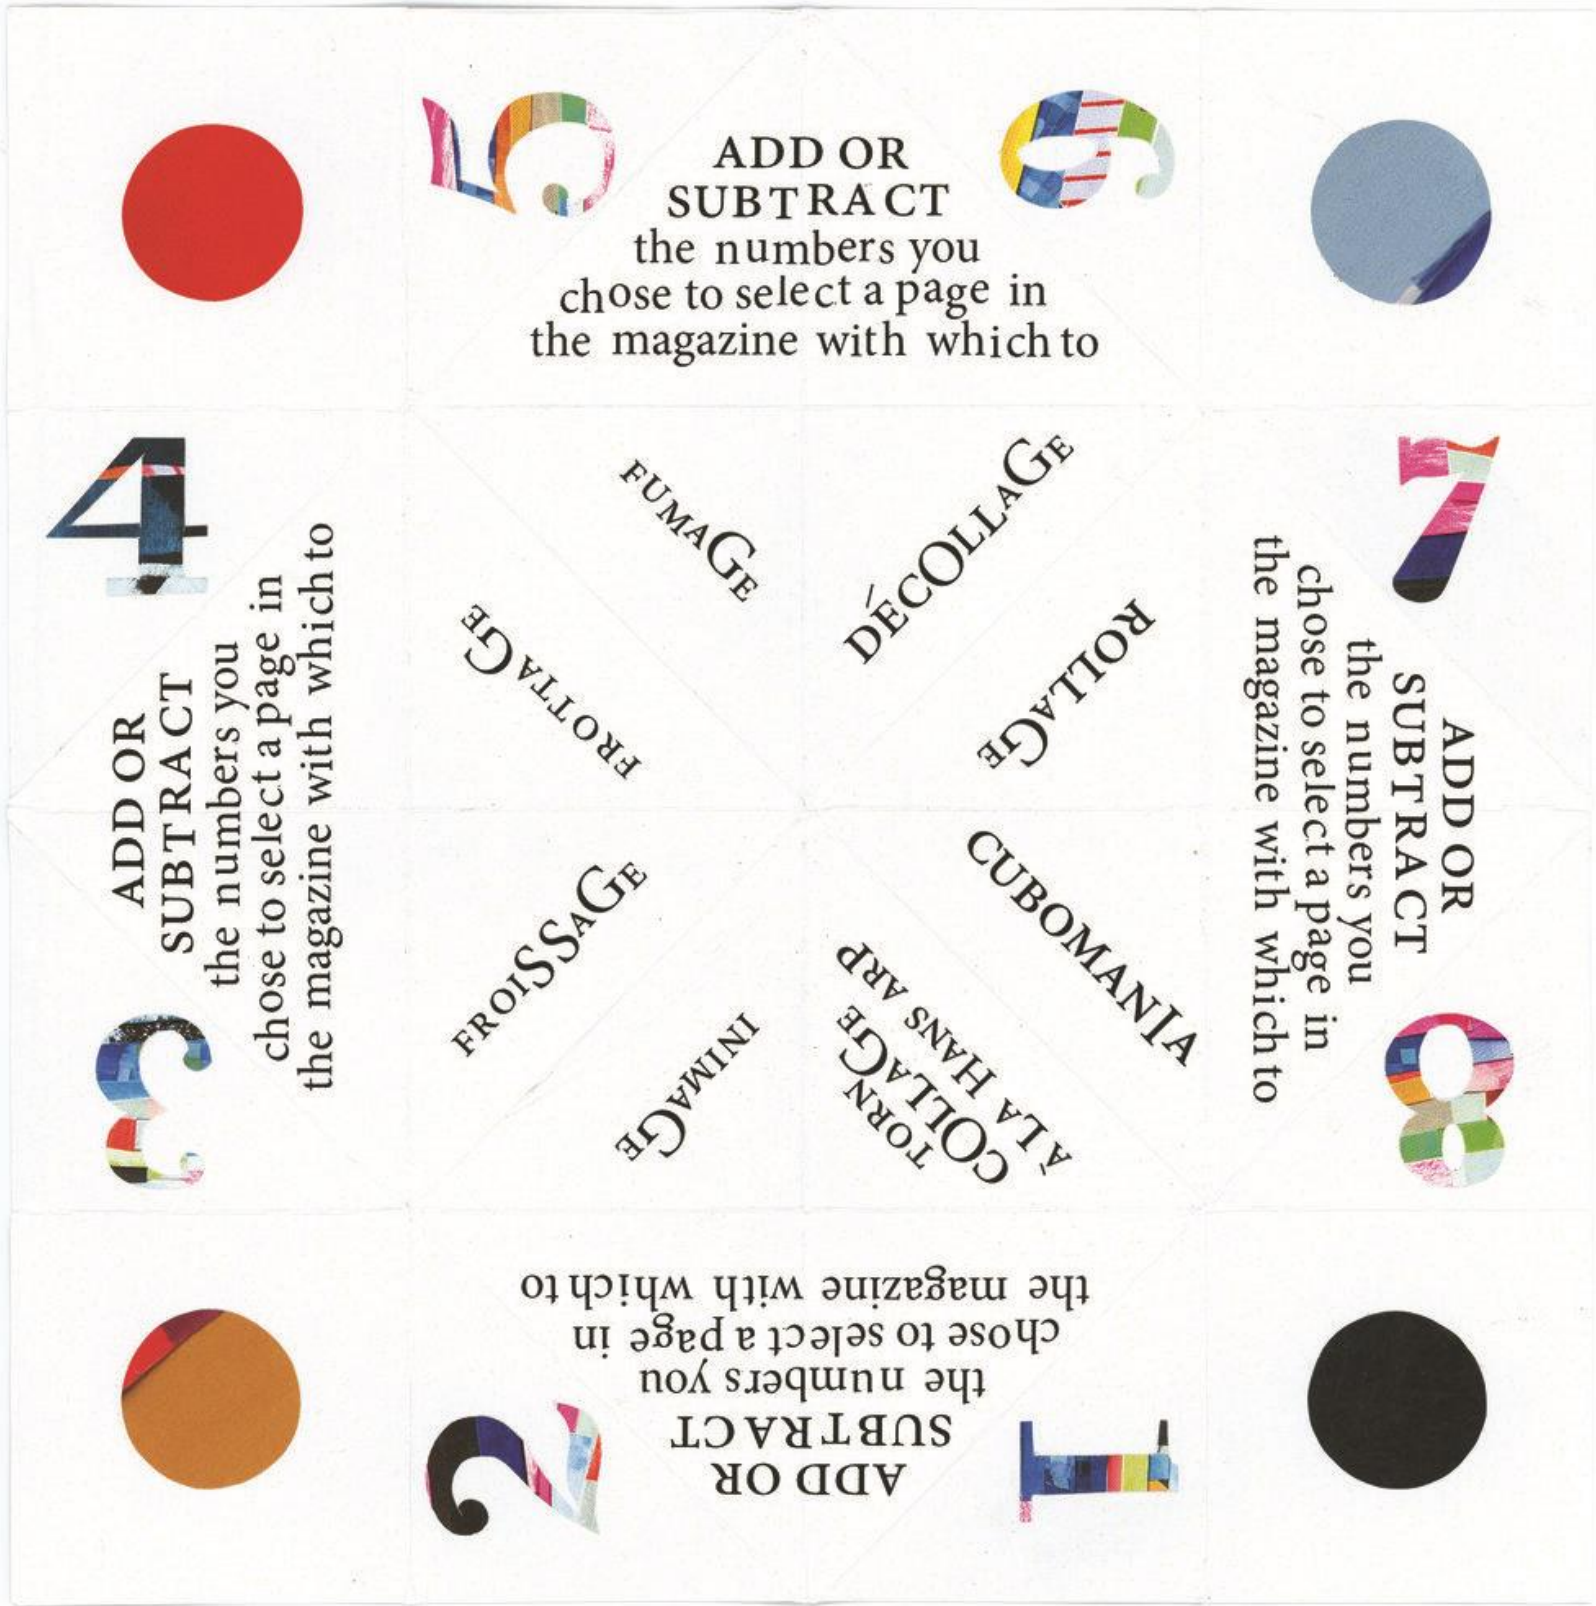 5
6
ADD OR
SUBTRACT
the numbers you
chose to select a page in
the magazine with which to
4
3
ADD OR
SUBTRACT
the numbers you
chose to select a page in
the magazine with which to
FUMAGE
FROTTAGE
DÉCOLLAGE
ROLLAGE
FROISSAGE
INIMAGE
CUBOMANIA
TORN
COLLAGE
À LA HANS ARP
7
8
ADD OR
SUBTRACT
the numbers you
chose to select a page in
the magazine with which to
1
2
ADD OR
SUBTRACT
the numbers you
chose to select a page in
the magazine with which to